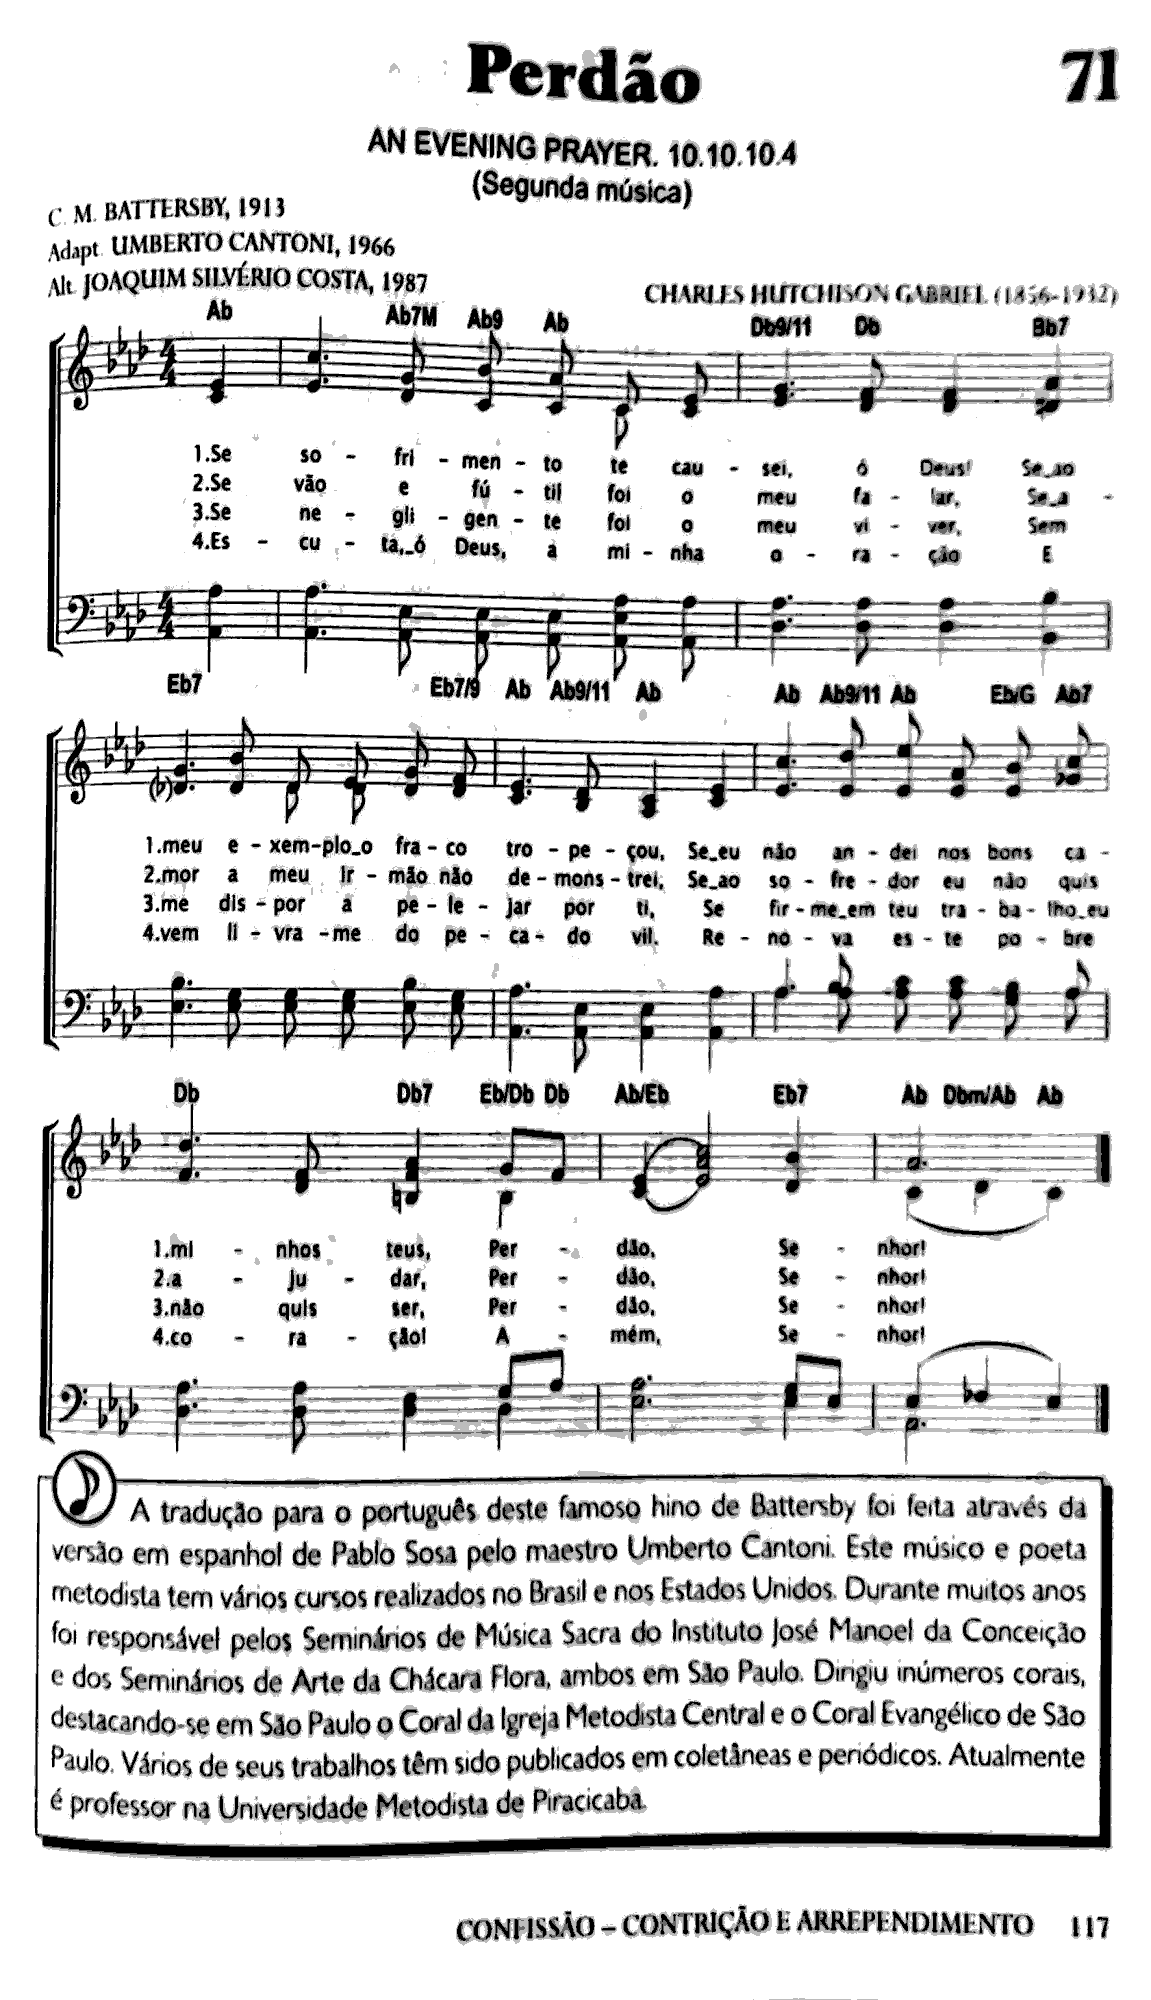 Perdão 71
AN EVENING PRAYER. 10.10.10.4
(Segunda música)
C. M. BATTERSBY, 1913
Adapt. UMBERTO CANTONI, 1966
Alt. JOAQUIM SILVÉRIO COSTA, 1987
CHARLES HUTCHISON GABRIEL (1856-1932)
Ab Ab7M Ab9 Ab Db9/11 Db Bb7
1.Se so - fri - men - to te cau - sei, ó Deus! Se_ao
2.Se vão e fú - til foi o meu fa - lar, Se_a -
3.Se ne - gli - gen - te foi o meu vi - ver, Sem
4.Es - cu - ta,_ó Deus, a mi - nha o - ra - ção E
Eb7 Eb7/9 Ab Ab9/11 Ab Ab Ab9/11 Ab Eb/G Ab7
1.meu e - xem-plo_o fra - co tro - pe - çou, Se_eu não an - dei nos bons ca -
2.mor a meu ir - mão não de - mons - trei, Se_ao so - fre - dor eu não quis
3.me dis - por a pe - le - jar por ti, Se fir - me_em teu tra - ba - lho_eu
4.vem li - vra - me do pe - ca - do vil. Re - no - va es - te po - bre
Db Db7 Eb/Db Db Ab/Eb Eb7 Ab Dbm/Ab Ab
1.mi - nhos teus, Per - dão, Se - nhor!
2.a - ju - dar, Per - dão, Se - nhor!
3.não quis ser, Per - dão, Se - nhor!
4.co - ra - ção! A - mém, Se - nhor!
A tradução para o português deste famoso hino de Battersby foi feita através da
versão em espanhol de Pablo Sosa pelo maestro Umberto Cantoni. Este músico e poeta
metodista tem vários cursos realizados no Brasil e nos Estados Unidos. Durante muitos anos
foi responsável pelos Seminários de Música Sacra do Instituto José Manoel da Conceição
e dos Seminários de Arte da Chácara Flora, ambos em São Paulo. Dirigiu inúmeros corais,
destacando-se em São Paulo o Coral da Igreja Metodista Central e o Coral Evangélico de São
Paulo. Vários de seus trabalhos têm sido publicados em coletâneas e periódicos. Atualmente
é professor na Universidade Metodista de Piracicaba.
CONFISSÃO – CONTRIÇÃO E ARREPENDIMENTO 117